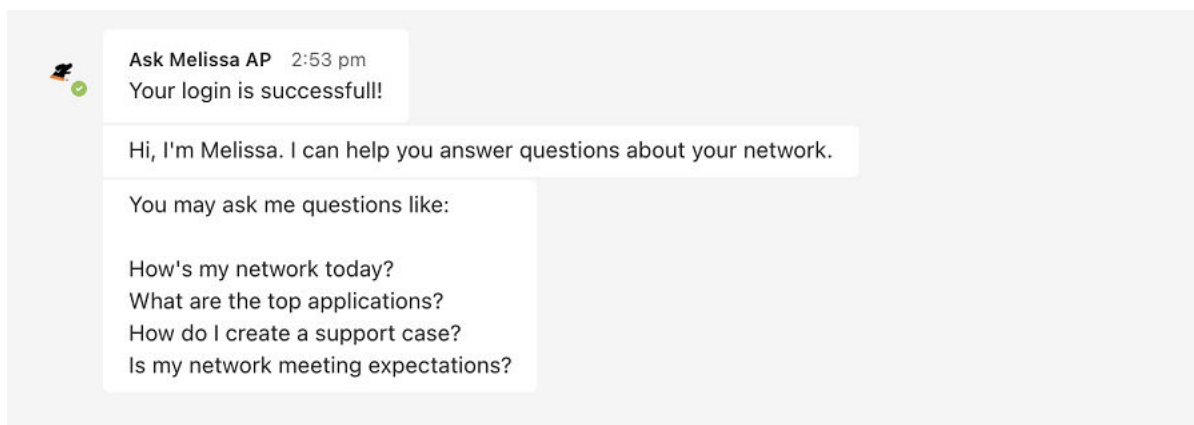 Ask Melissa AP 2:53 pm
Your login is successfull!
Hi, I'm Melissa. I can help you answer questions about your network.
You may ask me questions like:
How's my network today?
What are the top applications?
How do I create a support case?
Is my network meeting expectations?